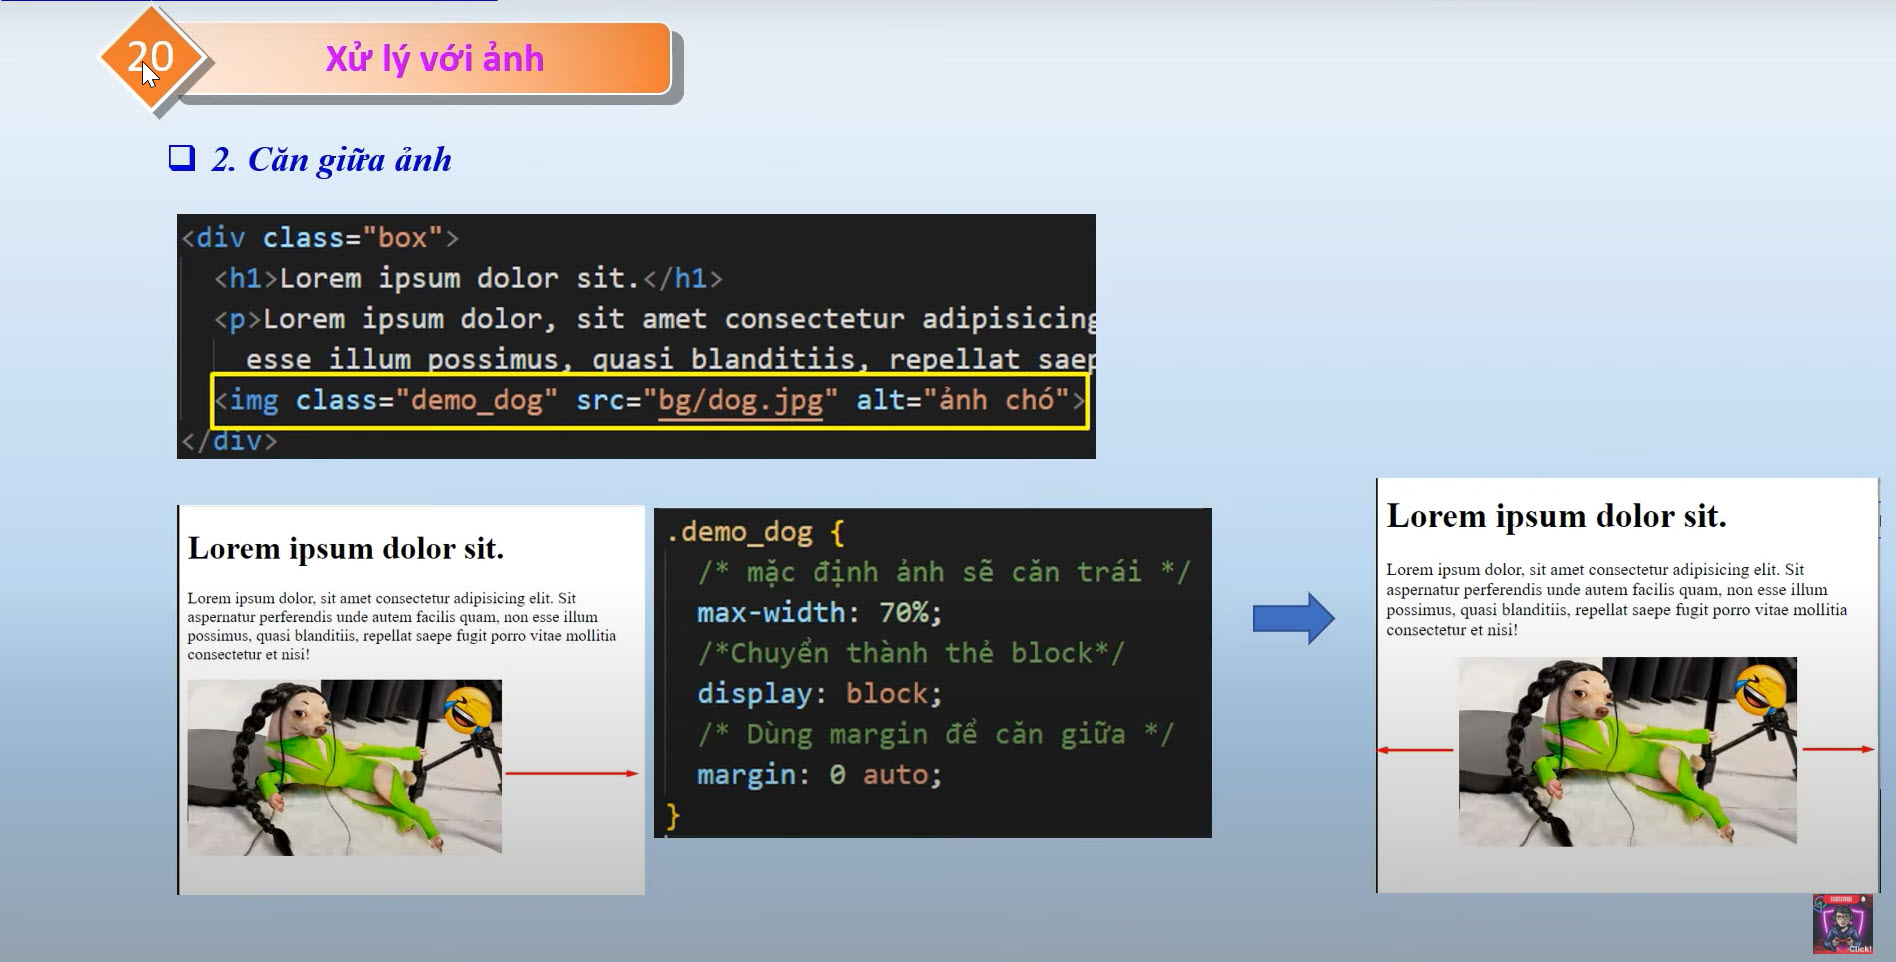 20
Xử lý với ảnh
2. Căn giữa ảnh
<div class="box">
<h1>Lorem ipsum dolor sit.</h1>
<p>Lorem ipsum dolor, sit amet consectetur adipisicing
esse illum possimus, quasi blanditiis, repellat saep
<img class="demo_dog" src="bg/dog.jpg" alt="ảnh chó">
</div>
Lorem ipsum dolor sit.
Lorem ipsum dolor, sit amet consectetur adipisicing elit. Sit
aspernatur perferendis unde autem facilis quam, non esse illum
possimus, quasi blanditiis, repellat saepe fugit porro vitae mollitia
consectetur et nisi!
.demo_dog {
/* mặc định ảnh sẽ căn trái */
max-width: 70%;
/*Chuyển thành thẻ block*/
display: block;
/* Dùng margin để căn giữa */
margin: 0 auto;
}
Lorem ipsum dolor sit.
Lorem ipsum dolor, sit amet consectetur adipisicing elit. Sit
aspernatur perferendis unde autem facilis quam, non esse illum
possimus, quasi blanditiis, repellat saepe fugit porro vitae mollitia
consectetur et nisi!
SUBSCRIBE
Click!